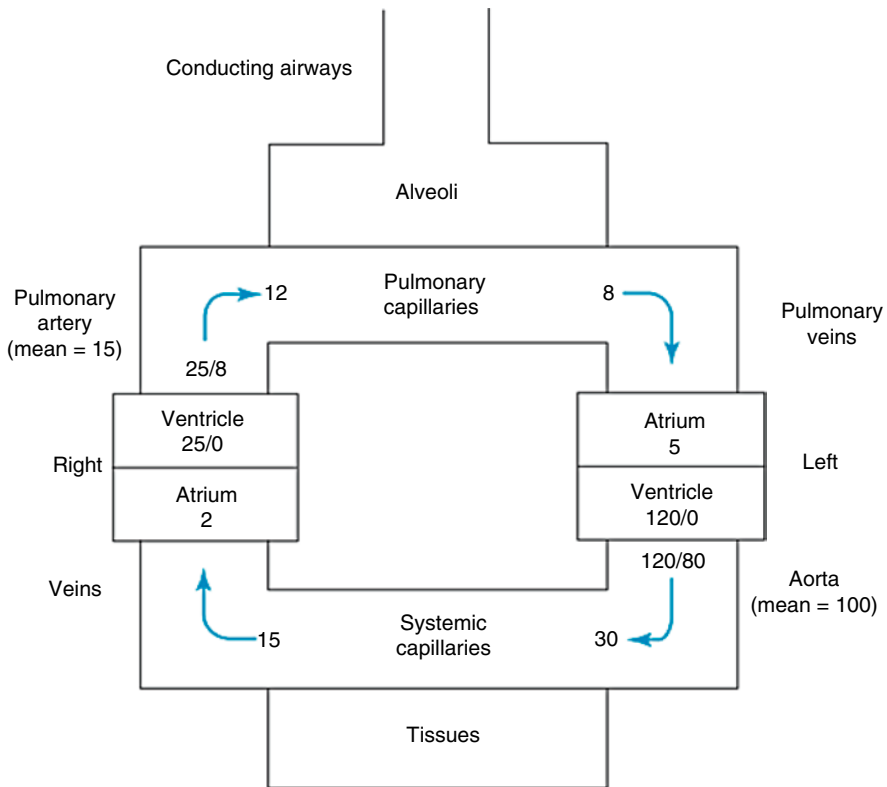 Conducting airways
Alveoli
Pulmonary
artery
(mean = 15)
12
Pulmonary
capillaries
8
Pulmonary
veins
25/8
Ventricle
25/0
Right
Atrium
2
Atrium
5
Left
Ventricle
120/0
Veins
120/80
Aorta
(mean = 100)
15
Systemic
capillaries
30
Tissues